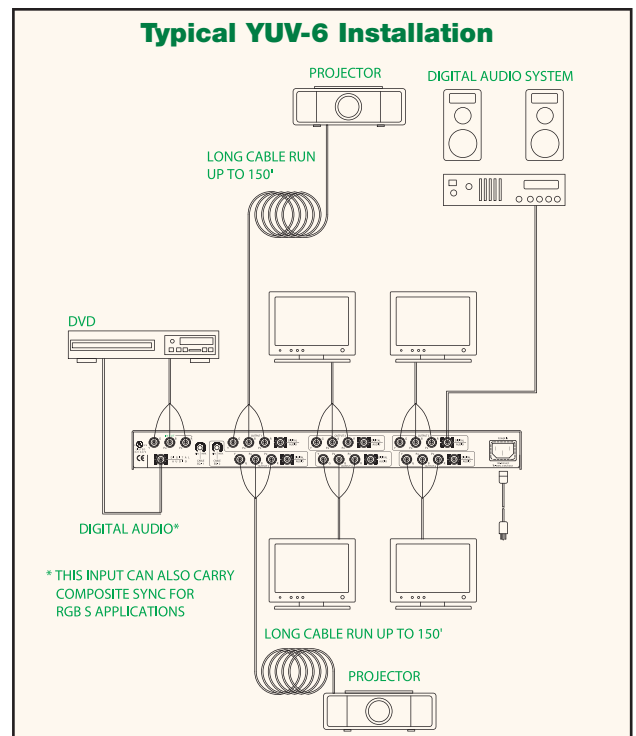 Typical YUV-6 Installation
PROJECTOR
DIGITAL AUDIO SYSTEM
LONG CABLE RUN
UP TO 150'
DVD
DIGITAL AUDIO*
* THIS INPUT CAN ALSO CARRY
COMPOSITE SYNC FOR
RGB S APPLICATIONS
LONG CABLE RUN UP TO 150'
PROJECTOR